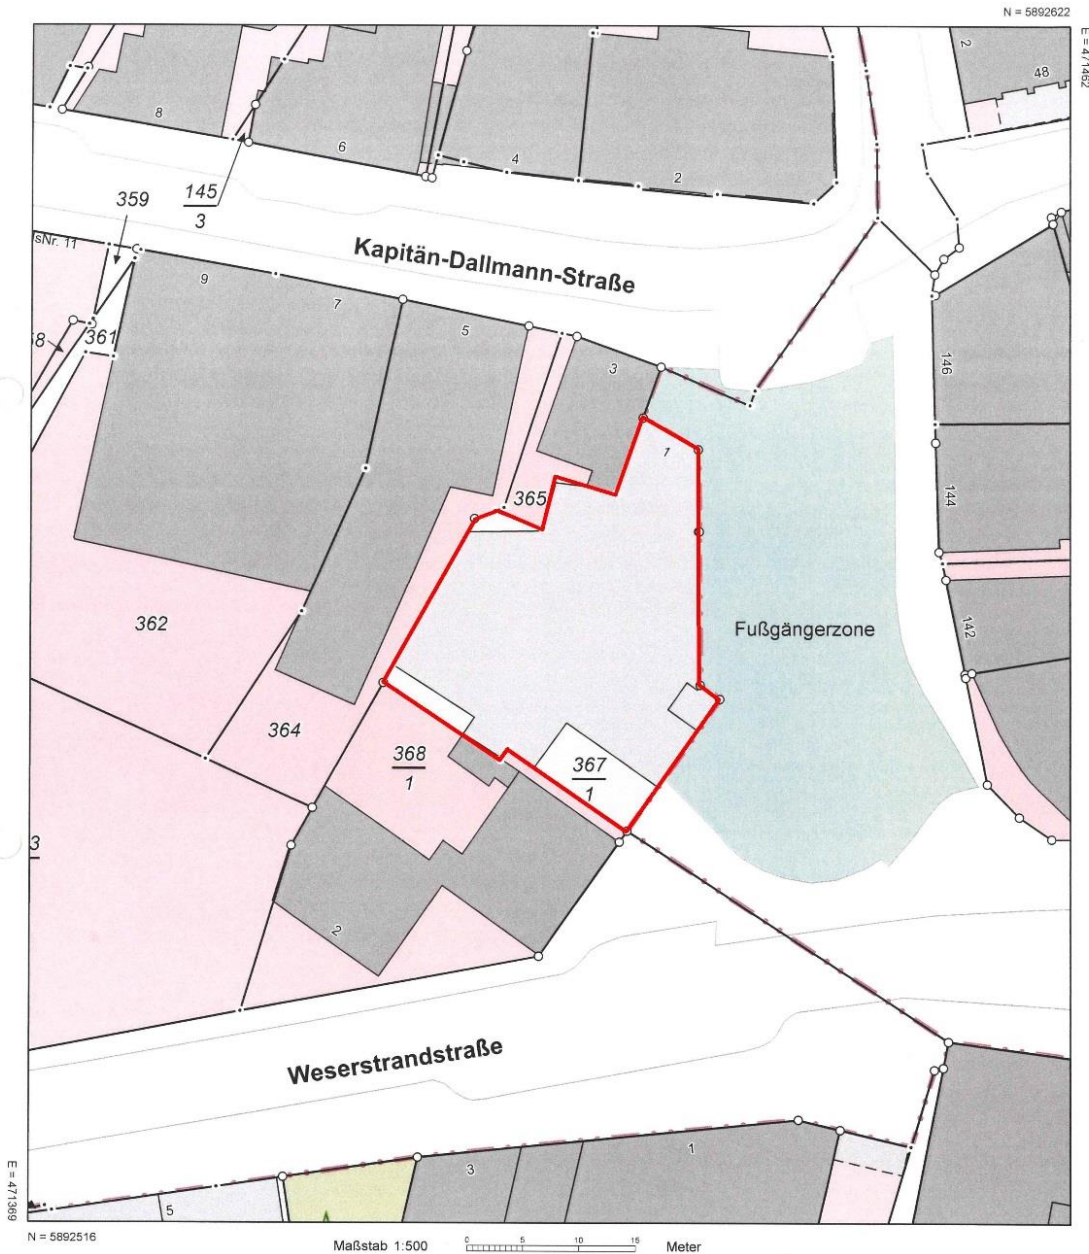 N = 5892622
E = 471462
2
48
8
6
4
2
145
3
359
sNr. 11
Kapitän-Dallmann-Straße
9
7
5
3
361
146
1
144
365
362
Fußgängerzone
142
364
368
1
367
1
3
2
Weserstrandstraße
1
3
5
E = 471369
N = 5892516
Maßstab 1:500
0 5 10 15
Meter